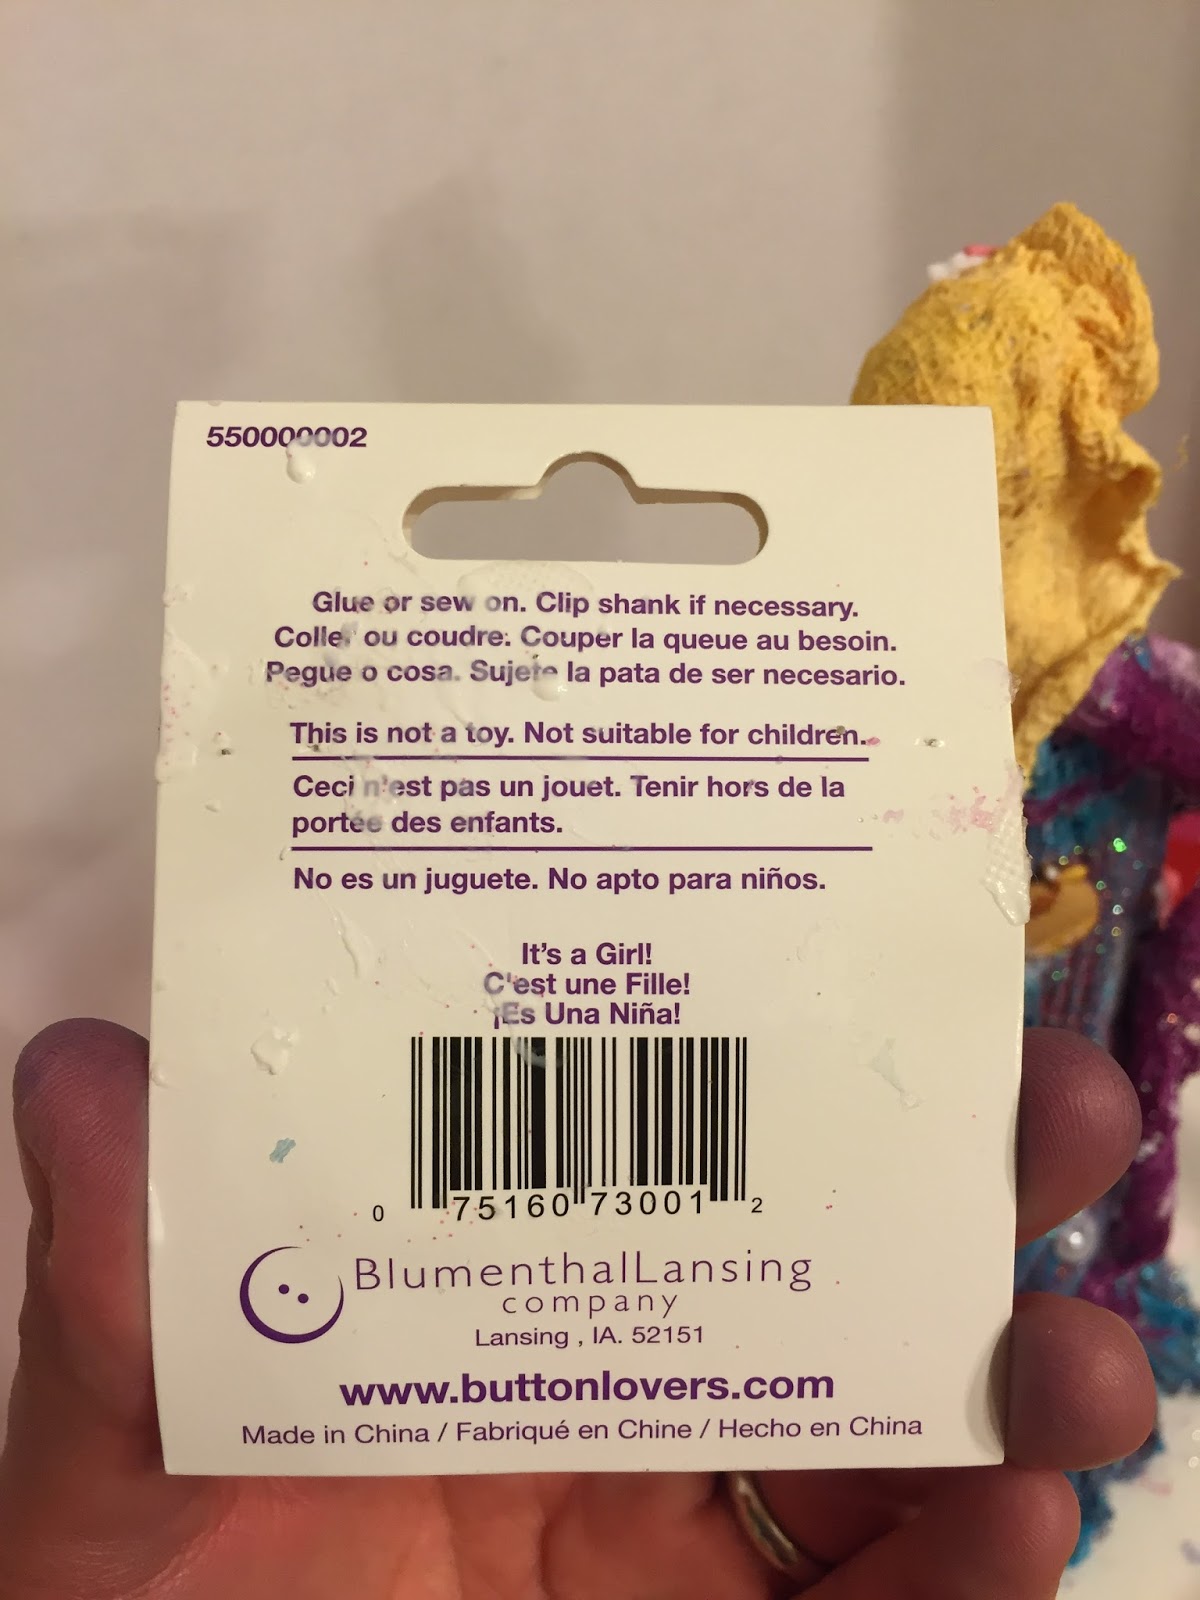 550000002
Glue or sew on. Clip shank if necessary.
Colle. ou coudre. Couper la queue au besoin.
Pegue o cosa. Sujete la pata de ser necesario.
This is not a toy. Not suitable for children.
Ceci n'est pas un jouet. Tenir hors de la
portée des enfants.
No es un juguete. No apto para niños.
It's a Girl!
C'est une Fille!
¡Es Una Niña!
0 75160 73001 2
BlumenthalLansing
company
Lansing , IA. 52151
www.buttonlovers.com
Made in China / Fabriqué en Chine / Hecho en China